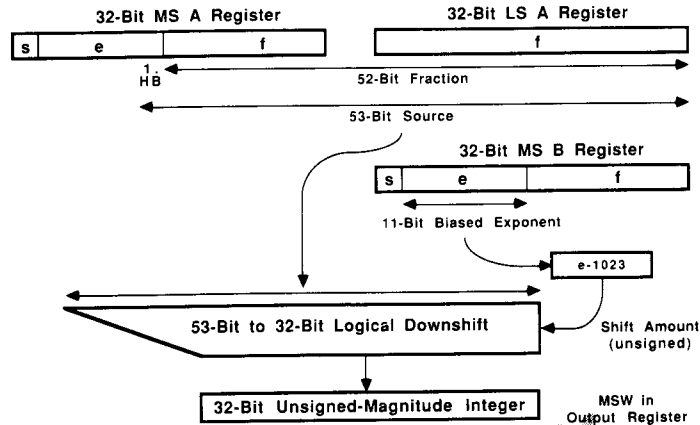 32-Bit MS A Register
32-Bit LS A Register
s e f
f
1.
HB
52-Bit Fraction
53-Bit Source
32-Bit MS B Register
s e f
11-Bit Biased Exponent
e-1023
53-Bit to 32-Bit Logical Downshift
Shift Amount
(unsigned)
32-Bit Unsigned-Magnitude Integer
MSW in
Output Register